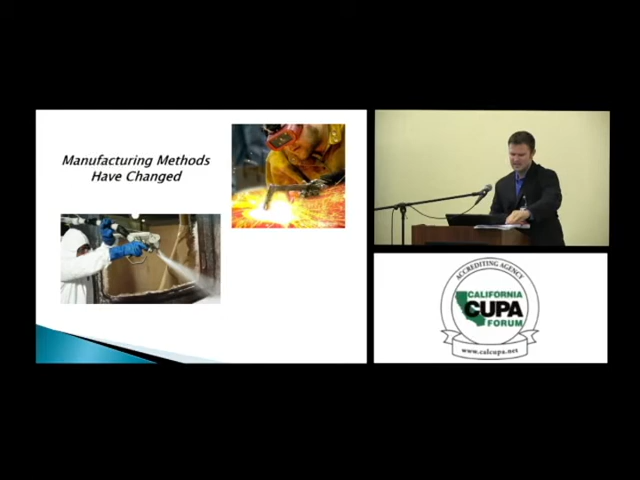 Manufacturing Methods
Have Changed
ACCREDITING AGENCY
CALIFORNIA
CUPA
FORUM
www.calcupa.net